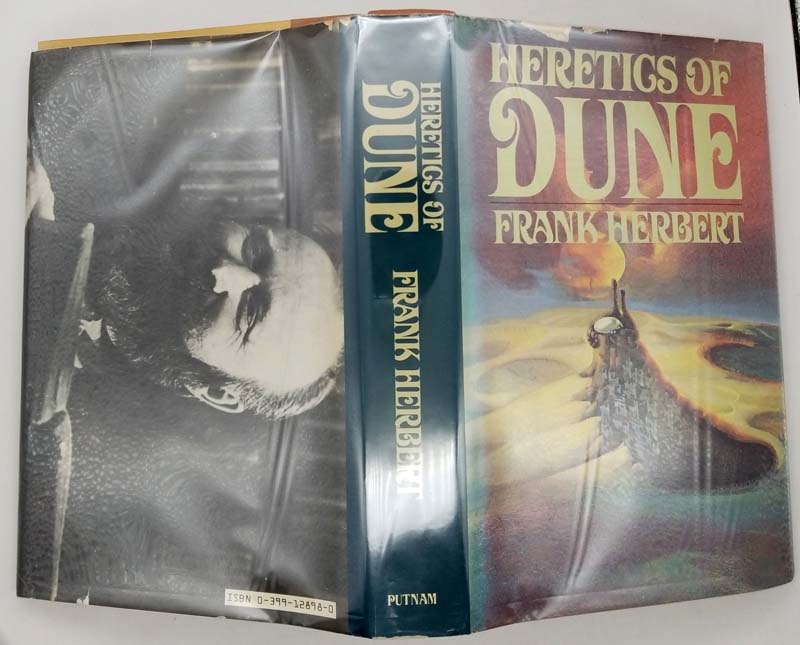 HERETICS OF
DUNE
FRANK HERBERT
HERETICS OF
DUNE
FRANK HERBERT
PUTNAM
ISBN 0-399-12898-0